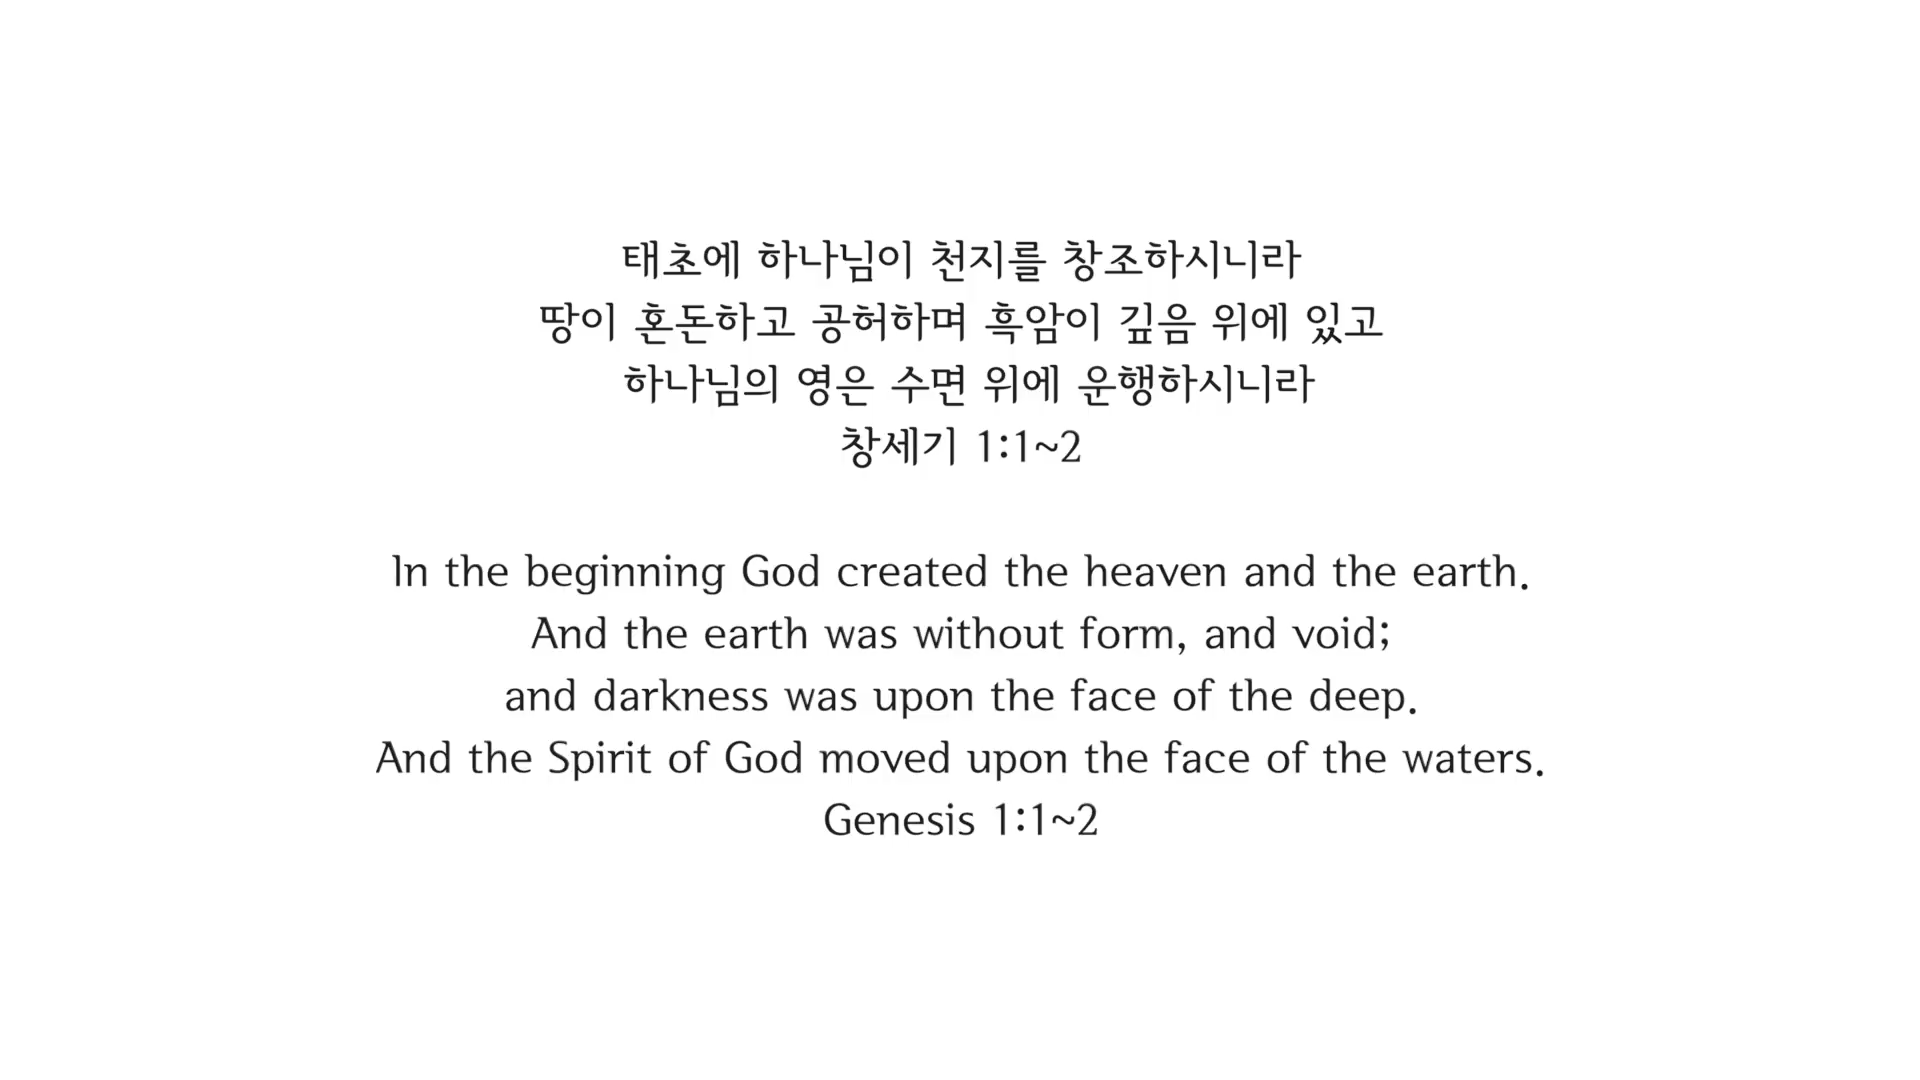 태초에 하나님이 천지를 창조하시니라
땅이 혼돈하고 공허하며 흑암이 깊음 위에 있고
하나님의 영은 수면 위에 운행하시니라
창세기 1:1~2
In the beginning God created the heaven and the earth.
And the earth was without form, and void;
and darkness was upon the face of the deep.
And the Spirit of God moved upon the face of the waters.
Genesis 1:1~2